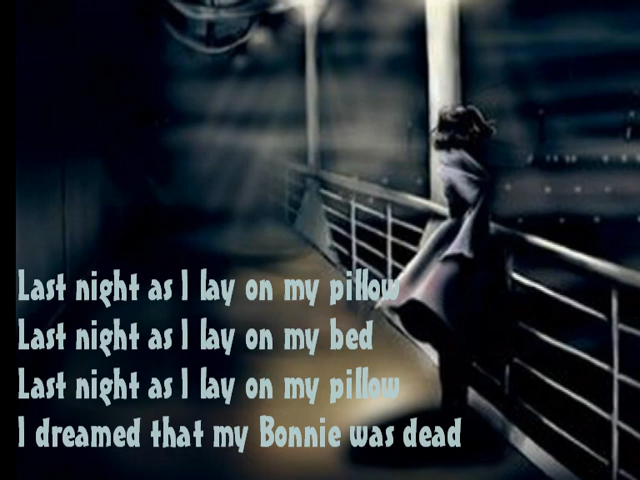 Last night as I lay on my pillow
Last night as I lay on my bed
Last night as I lay on my pillow
I dreamed that my Bonnie was dead